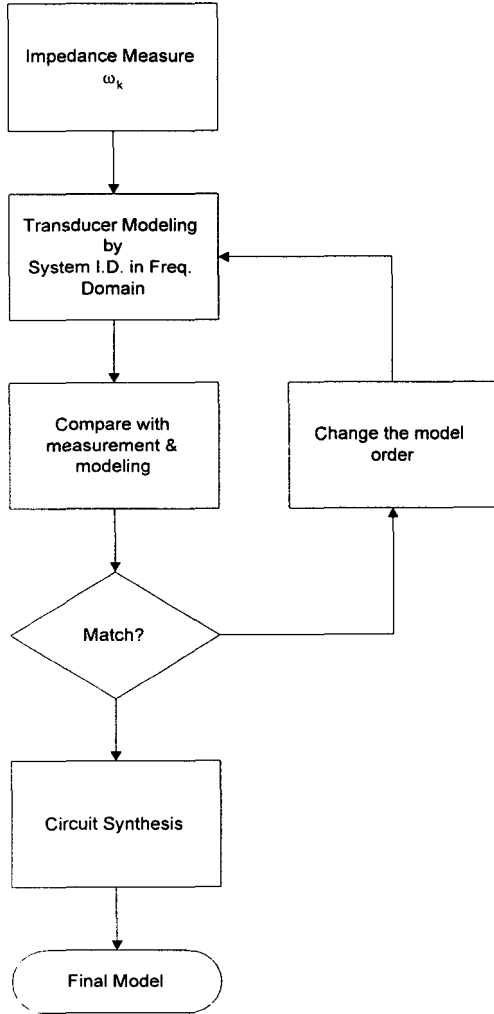 Impedance Measure
ωk
Transducer Modeling
by
System I.D. in Freq.
Domain
Compare with
measurement &
modeling
Change the model
order
Match?
Circuit Synthesis
Final Model